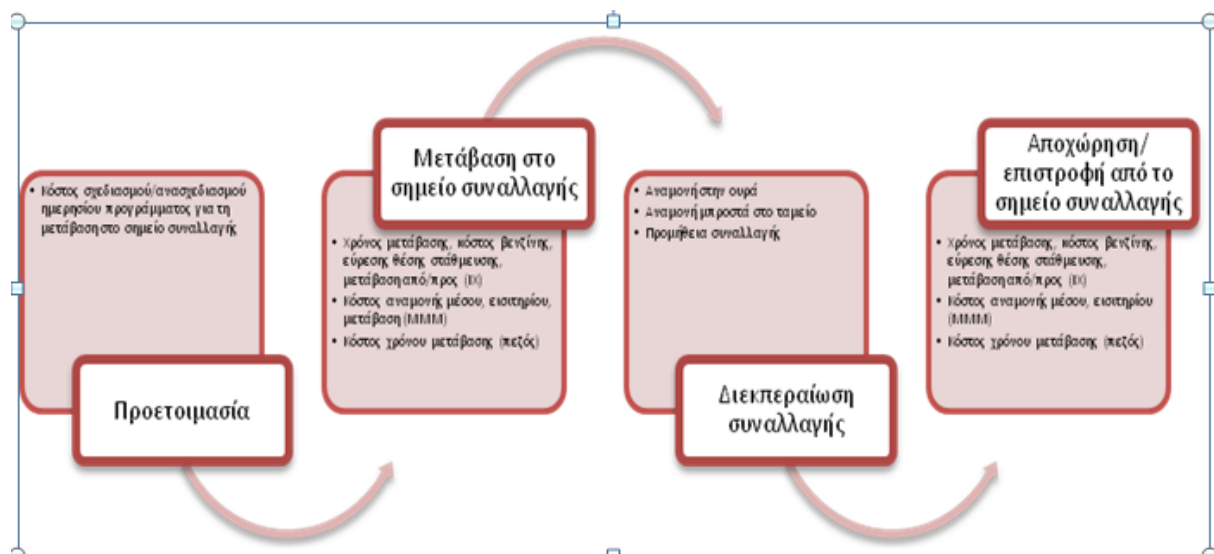 • Κόστος σχεδιασμού/ανασχεδιασμού
ημερησίου προγράμματος για τη
μετάβαση στο σημείο συναλλαγής
Προετοιμασία
Μετάβαση στο
σημείο συναλλαγής
• Χρόνος μετάβασης, κόστος βενζίνης,
εύρεσης θέσης στάθμευσης,
μετάβαση από/προς (ΙΧ)
• Κόστος αναμονής μέσου, εισιτηρίου,
μετάβαση (ΜΜΜ)
• Κόστος χρόνου μετάβασης (πεζός)
• Αναμονή στην ουρά
• Αναμονή μπροστά στο ταμείο
• Προμήθεια συναλλαγής
Διεκπεραίωση
συναλλαγής
Αποχώρηση/
επιστροφή από το
σημείο συναλλαγής
• Χρόνος μετάβασης, κόστος βενζίνης,
εύρεσης θέσης στάθμευσης,
μετάβαση από/προς (ΙΧ)
• Κόστος αναμονής μέσου, εισιτηρίου
(ΜΜΜ)
• Κόστος χρόνου μετάβασης (πεζός)